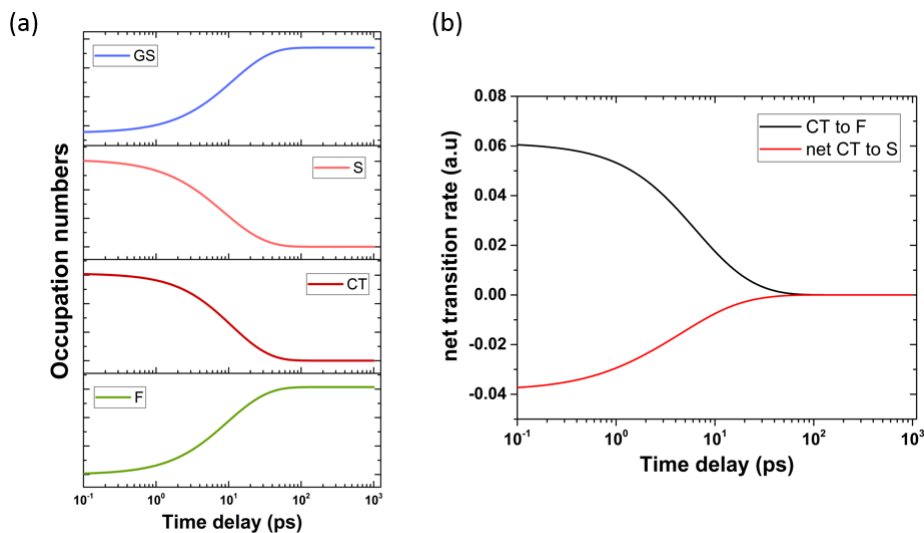 (a)
GS
S
CT
F
Occupation numbers
10⁻¹ 10⁰ 10¹ 10² 10³
Time delay (ps)
(b)
0.08
0.06
0.04
0.02
0.00
-0.02
-0.04
CT to F
net CT to S
net transition rate (a.u)
10⁻¹ 10⁰ 10¹ 10² 10³
Time delay (ps)